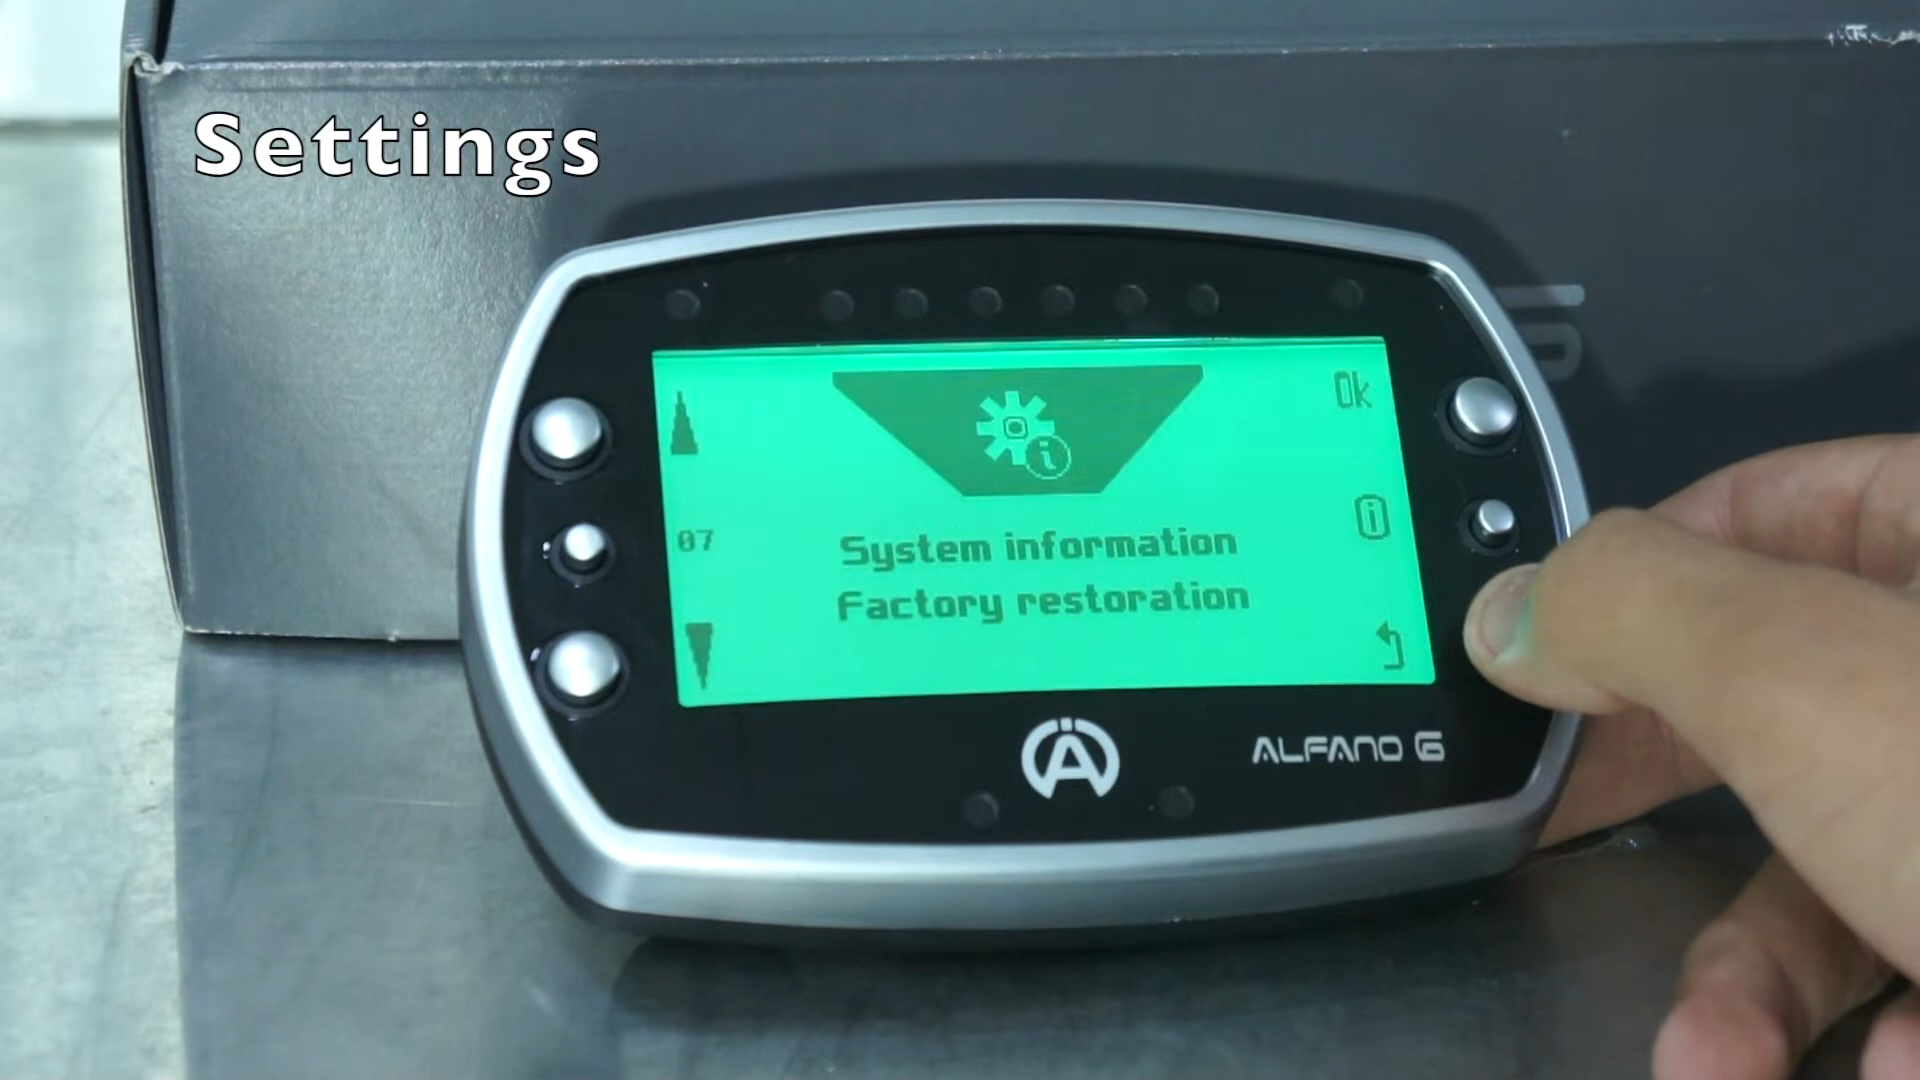 Settings
Ok
07
System information
Factory restoration
ALFANO 6